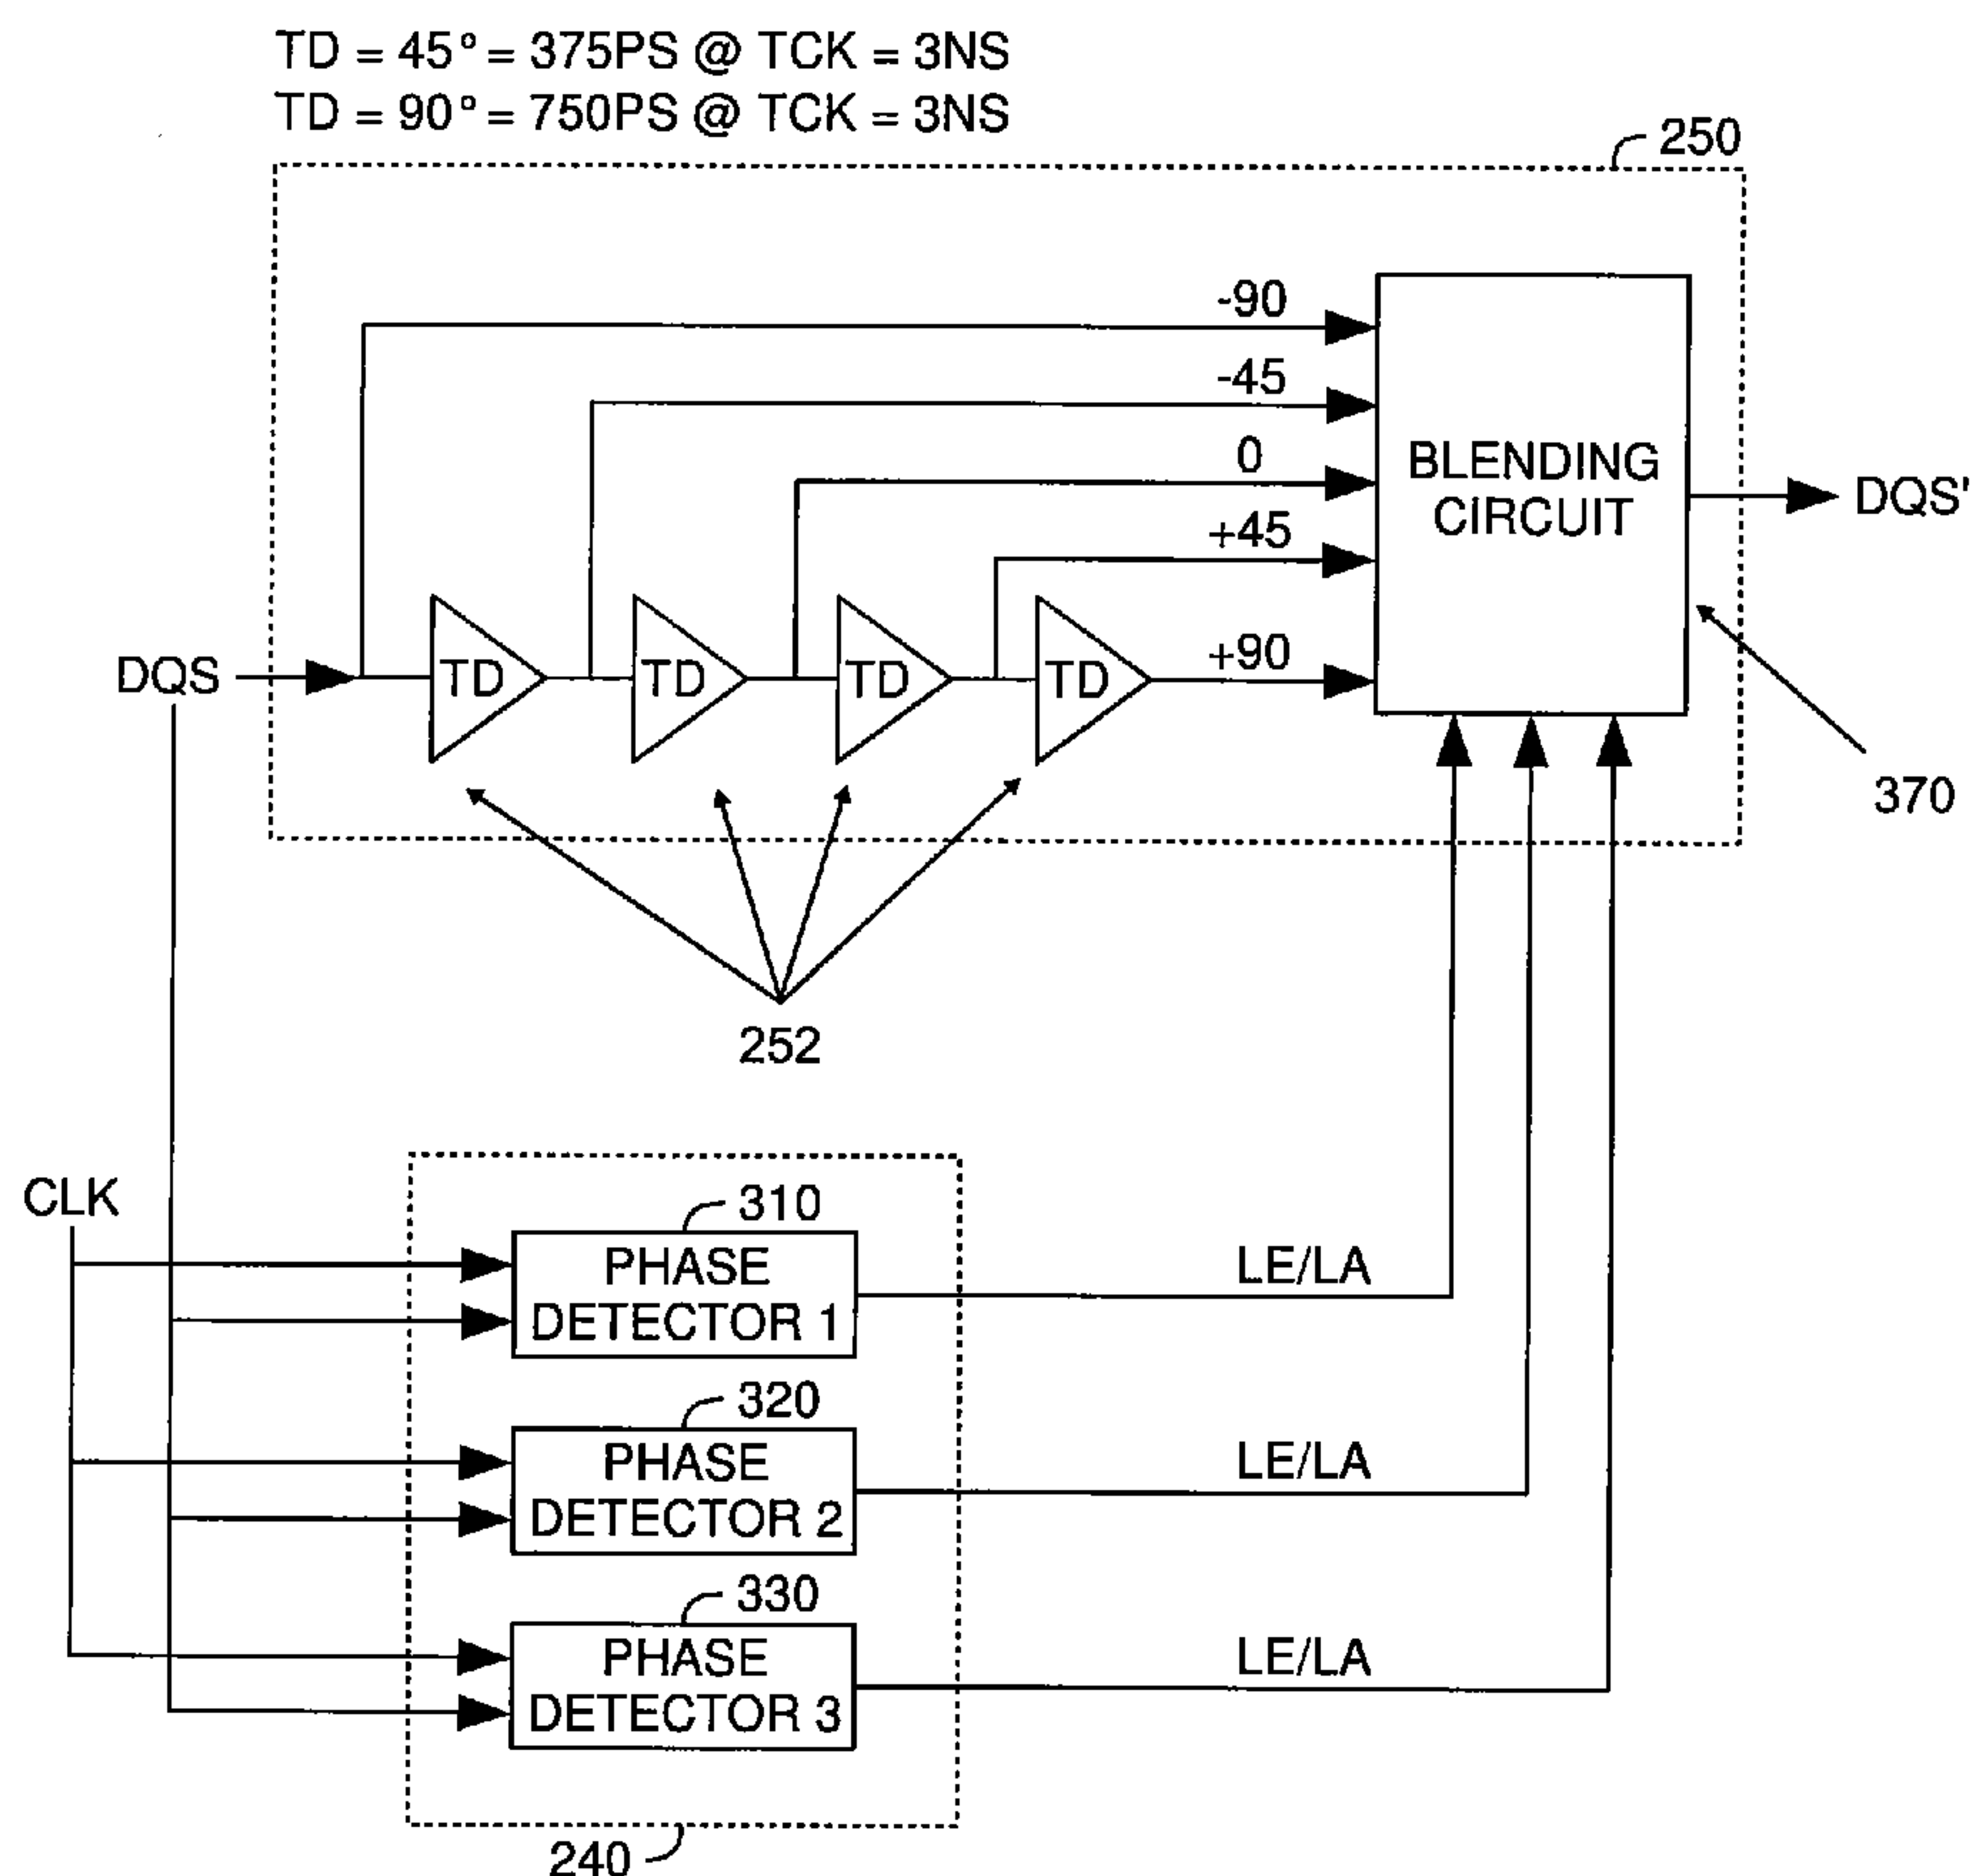 TD = 45° = 375PS @ TCK = 3NS
TD = 90° = 750PS @ TCK = 3NS
250
-90
-45
0
+45
+90
BLENDING
CIRCUIT
DQS'
DQS
TD
TD
TD
TD
370
252
CLK
310
PHASE
DETECTOR 1
LE/LA
320
PHASE
DETECTOR 2
LE/LA
330
PHASE
DETECTOR 3
LE/LA
240